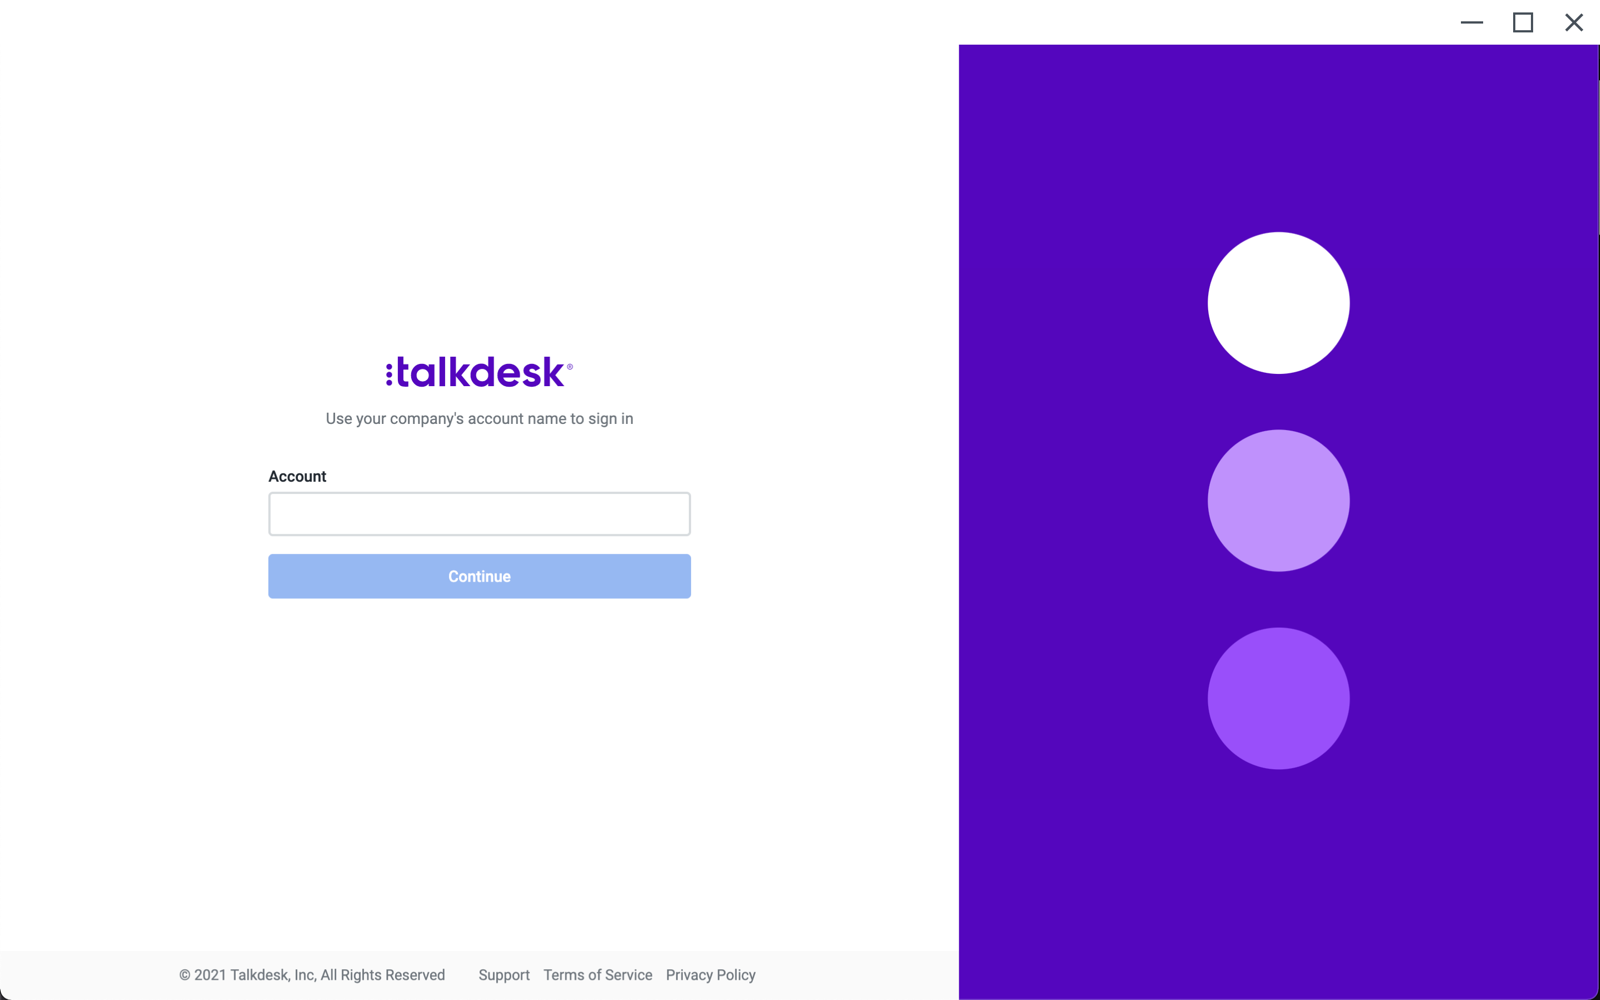 talkdesk®
Use your company's account name to sign in
Account
Continue
© 2021 Talkdesk, Inc, All Rights Reserved Support Terms of Service Privacy Policy